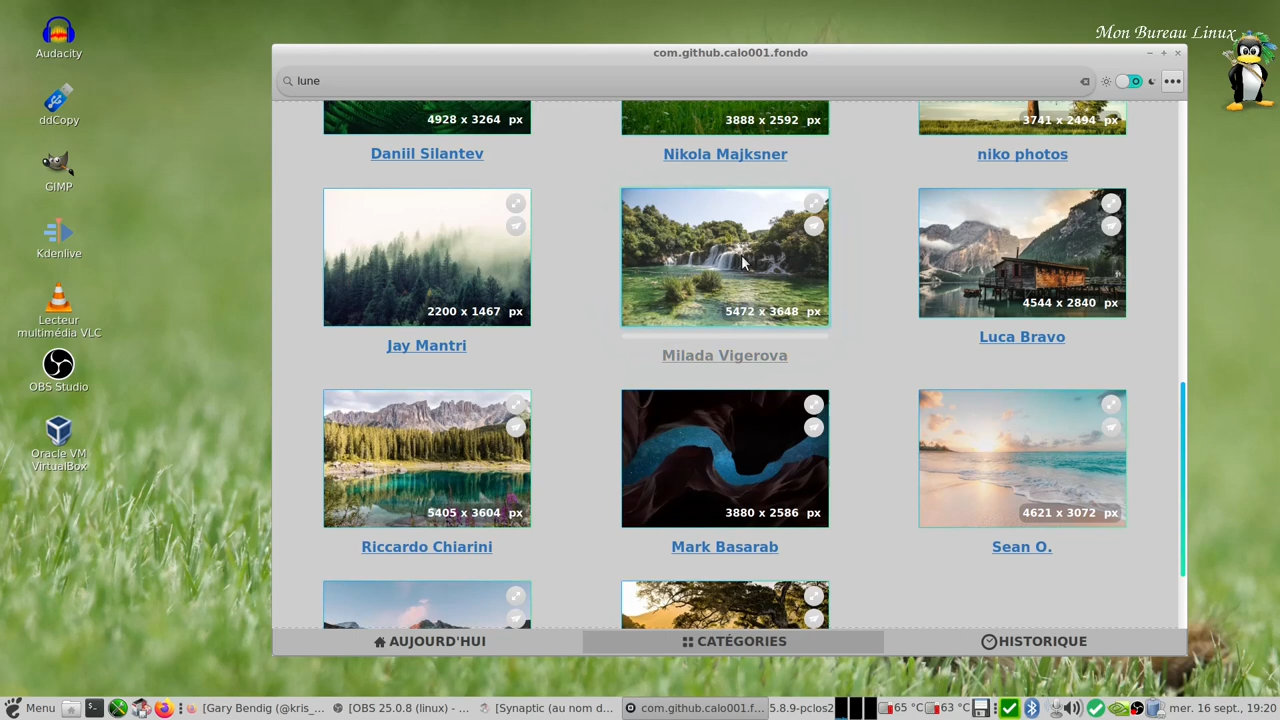 Mon Bureau Linux
Audacity
ddCopy
GIMP
Kdenlive
Lecteur
multimédia VLC
OBS Studio
Oracle VM
VirtualBox
com.github.calo001.fondo
lune
4928 x 3264 px
3888 x 2592 px
3741 x 2494 px
Daniil Silantev
Nikola Majksner
niko photos
2200 x 1467 px
5472 x 3648 px
4544 x 2840 px
Jay Mantri
Milada Vigerova
Luca Bravo
5405 x 3604 px
3880 x 2586 px
4621 x 3072 px
Riccardo Chiarini
Mark Basarab
Sean O.
AUJOURD'HUI
CATÉGORIES
HISTORIQUE
Menu
[Gary Bendig (@kris_...
[OBS 25.0.8 (linux) - ...
[Synaptic (au nom d...
com.github.calo001.f...
5.8.9-pclos2
65 °C
63 °C
mer. 16 sept., 19:20